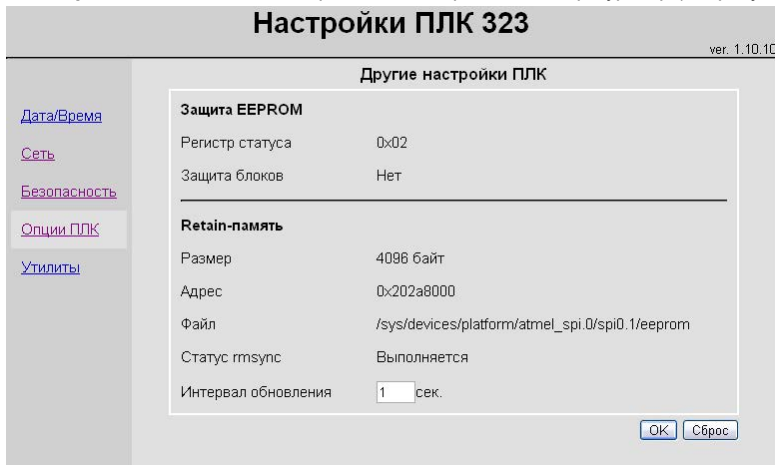 Настройки ПЛК 323
ver. 1.10.10
Другие настройки ПЛК
Дата/Время
Сеть
Безопасность
Опции ПЛК
Утилиты
Защита EEPROM
Регистр статуса 0x02
Защита блоков Нет
Retain-память
Размер 4096 байт
Адрес 0x202a8000
Файл /sys/devices/platform/atmel_spi.0/spi0.1/eeprom
Статус rmsync Выполняется
Интервал обновления 1 сек.
OK Сброс